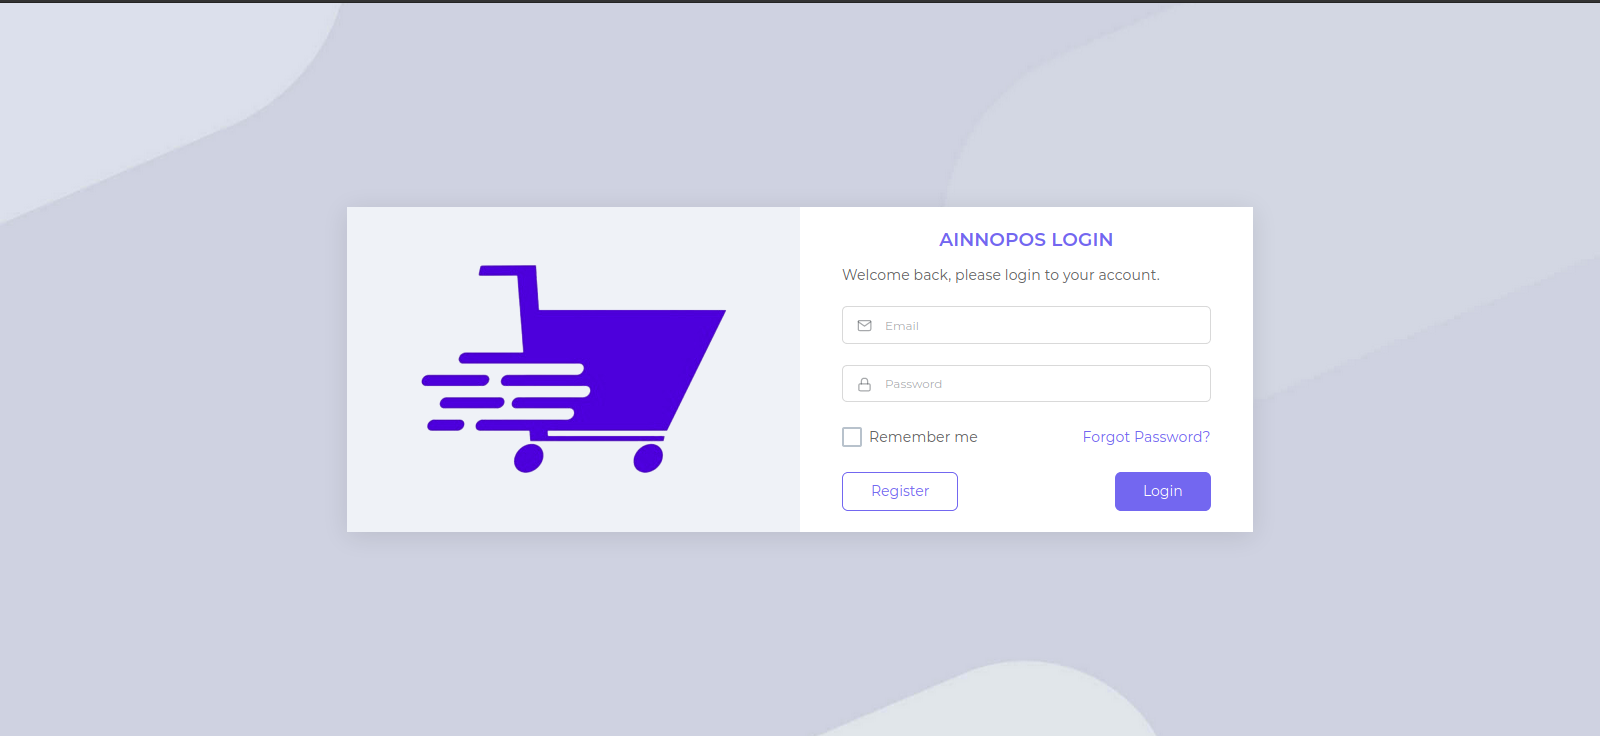 AINNOPOS LOGIN
Welcome back, please login to your account.
Email
Password
Remember me
Forgot Password?
Register
Login